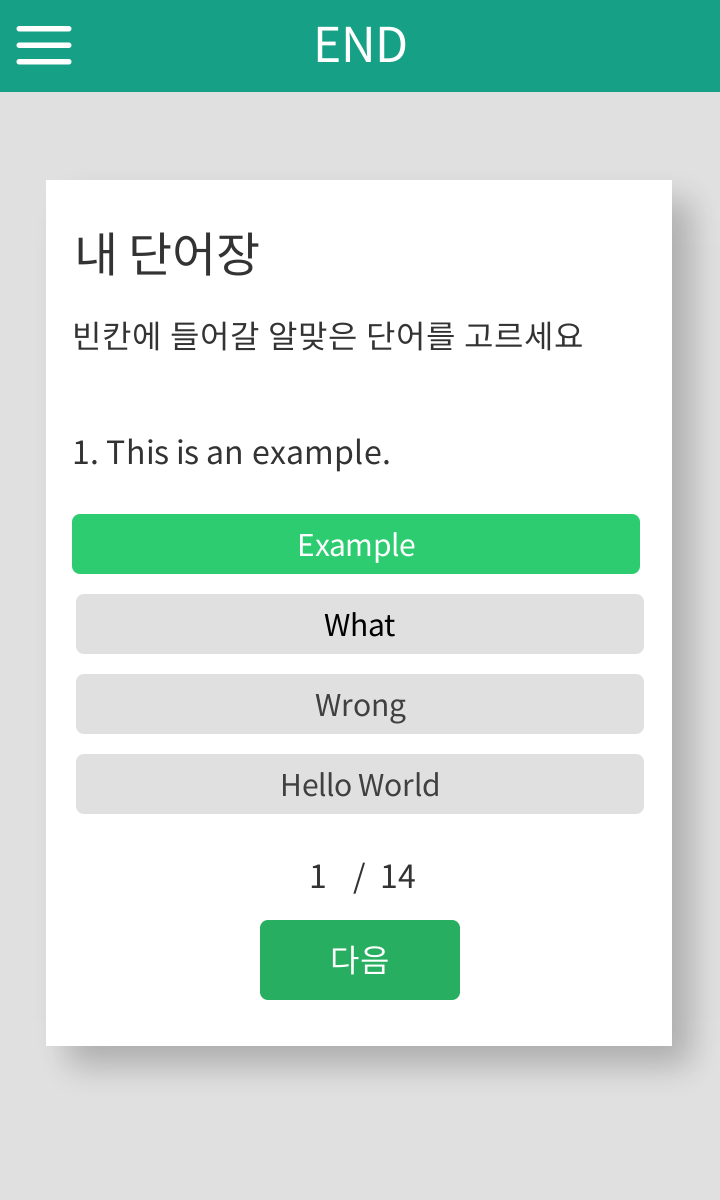 END
내 단어장
빈칸에 들어갈 알맞은 단어를 고르세요
1. This is an example.
Example
What
Wrong
Hello World
1 / 14
다음